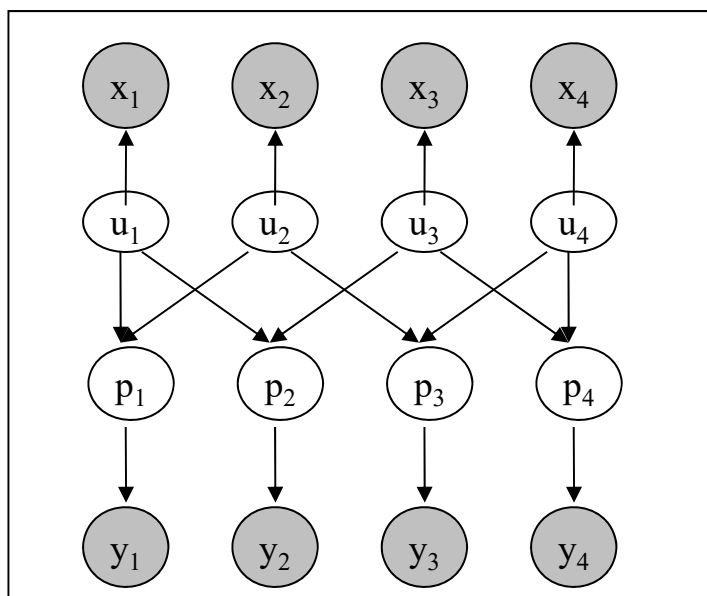 x₁ x₂ x₃ x₄
u₁ u₂ u₃ u₄
p₁ p₂ p₃ p₄
y₁ y₂ y₃ y₄